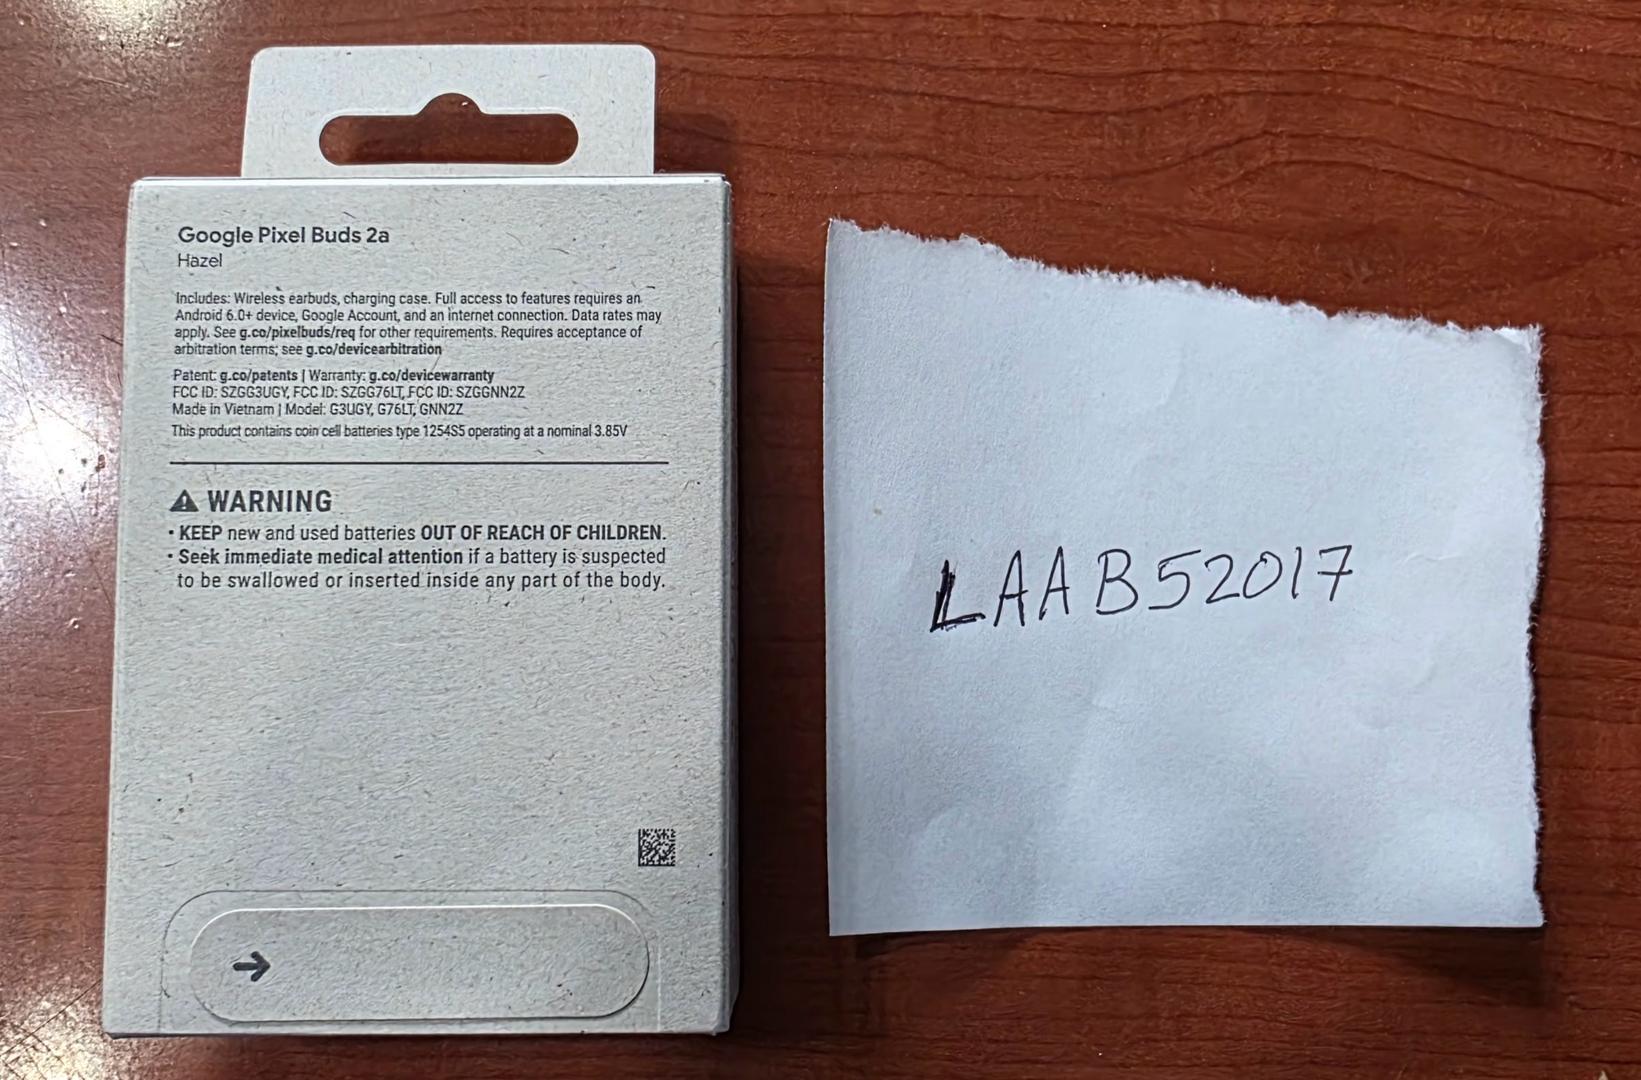 Google Pixel Buds 2a
Hazel
Includes: Wireless earbuds, charging case. Full access to features requires an
Android 6.0+ device, Google Account, and an internet connection. Data rates may
apply. See g.co/pixelbuds/req for other requirements. Requires acceptance of
arbitration terms; see g.co/devicearbitration
Patent: g.co/patents | Warranty: g.co/devicewarranty
FCC ID: SZGG3UGY, FCC ID: SZGG76LT, FCC ID: SZGGNN2Z
Made in Vietnam | Model: G3UGY, G76LT, GNN2Z
This product contains coin cell batteries type 1254S5 operating at a nominal 3.85V
WARNING
• KEEP new and used batteries OUT OF REACH OF CHILDREN.
• Seek immediate medical attention if a battery is suspected
to be swallowed or inserted inside any part of the body.
LAAB52017